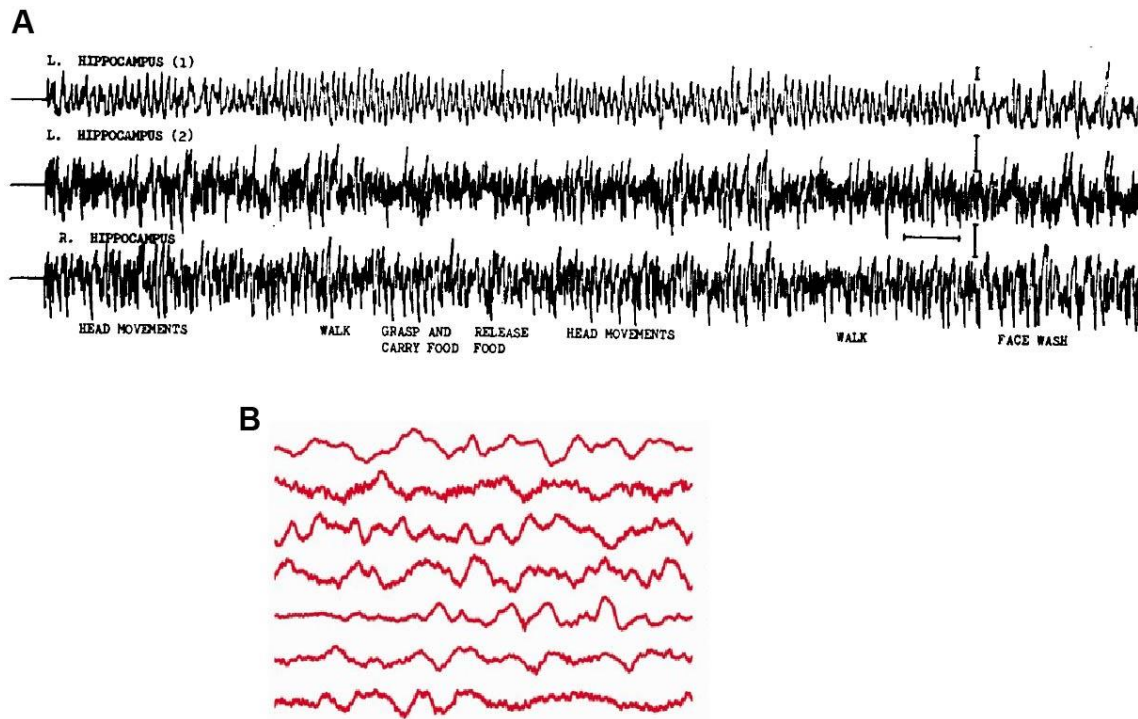 A
L. HIPPOCAMPUS (1)
L. HIPPOCAMPUS (2)
R. HIPPOCAMPUS
HEAD MOVEMENTS WALK GRASP AND RELEASE HEAD MOVEMENTS WALK FACE WASH
CARRY FOOD FOOD
B